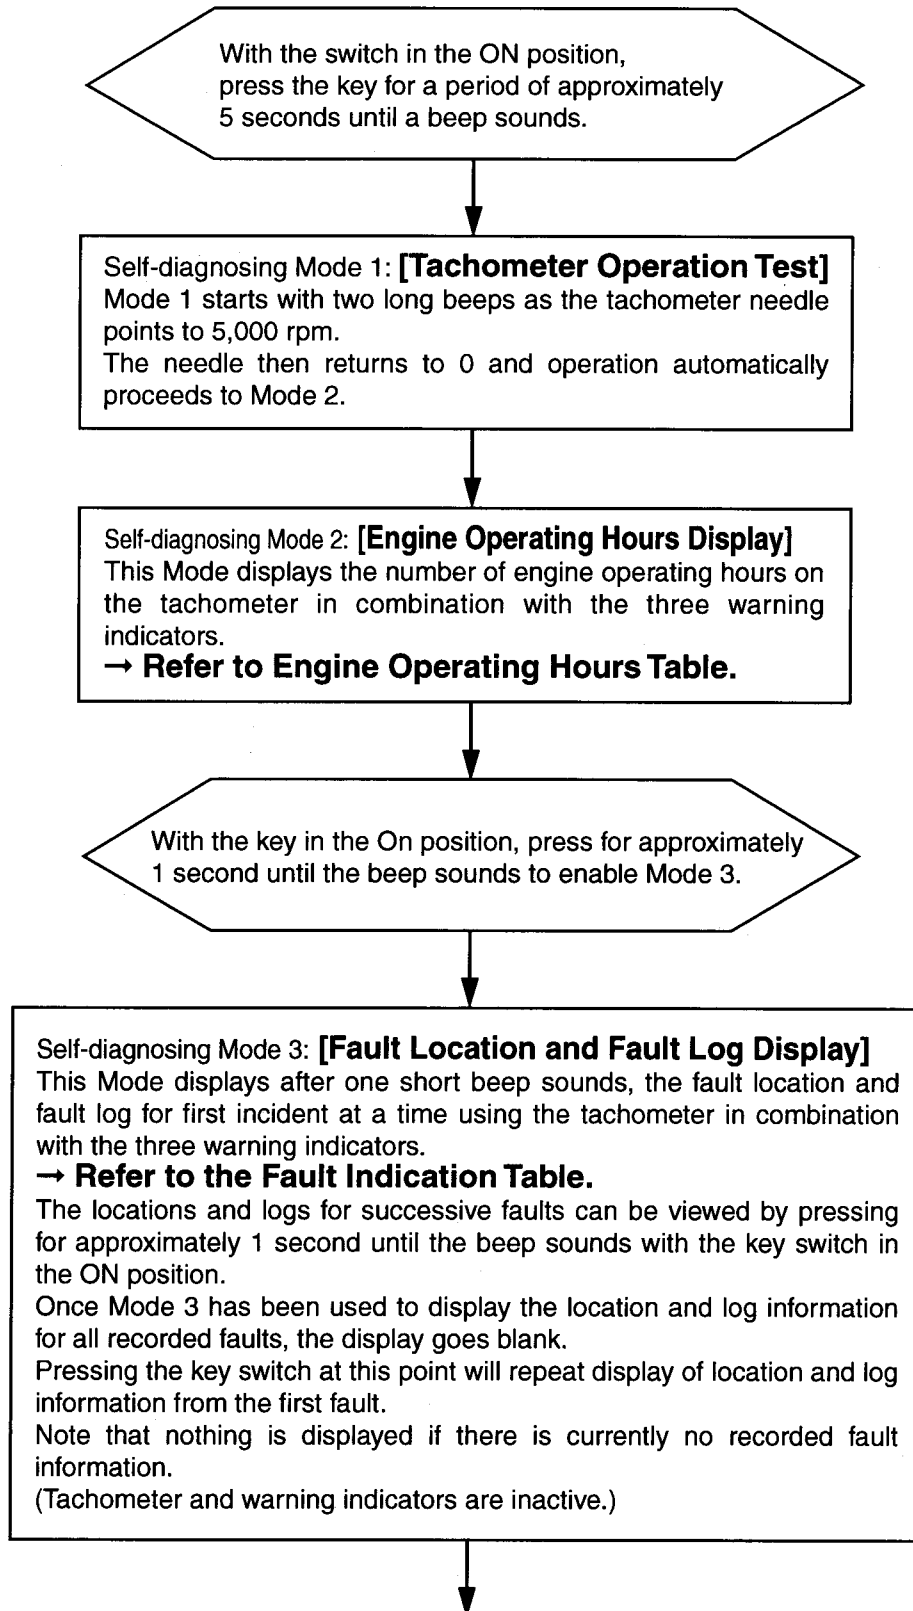 With the switch in the ON position,
press the key for a period of approximately
5 seconds until a beep sounds.
Self-diagnosing Mode 1: [Tachometer Operation Test]
Mode 1 starts with two long beeps as the tachometer needle
points to 5,000 rpm.
The needle then returns to 0 and operation automatically
proceeds to Mode 2.
Self-diagnosing Mode 2: [Engine Operating Hours Display]
This Mode displays the number of engine operating hours on
the tachometer in combination with the three warning
indicators.
→ Refer to Engine Operating Hours Table.
With the key in the On position, press for approximately
1 second until the beep sounds to enable Mode 3.
Self-diagnosing Mode 3: [Fault Location and Fault Log Display]
This Mode displays after one short beep sounds, the fault location and
fault log for first incident at a time using the tachometer in combination
with the three warning indicators.
→ Refer to the Fault Indication Table.
The locations and logs for successive faults can be viewed by pressing
for approximately 1 second until the beep sounds with the key switch in
the ON position.
Once Mode 3 has been used to display the location and log information
for all recorded faults, the display goes blank.
Pressing the key switch at this point will repeat display of location and log
information from the first fault.
Note that nothing is displayed if there is currently no recorded fault
information.
(Tachometer and warning indicators are inactive.)